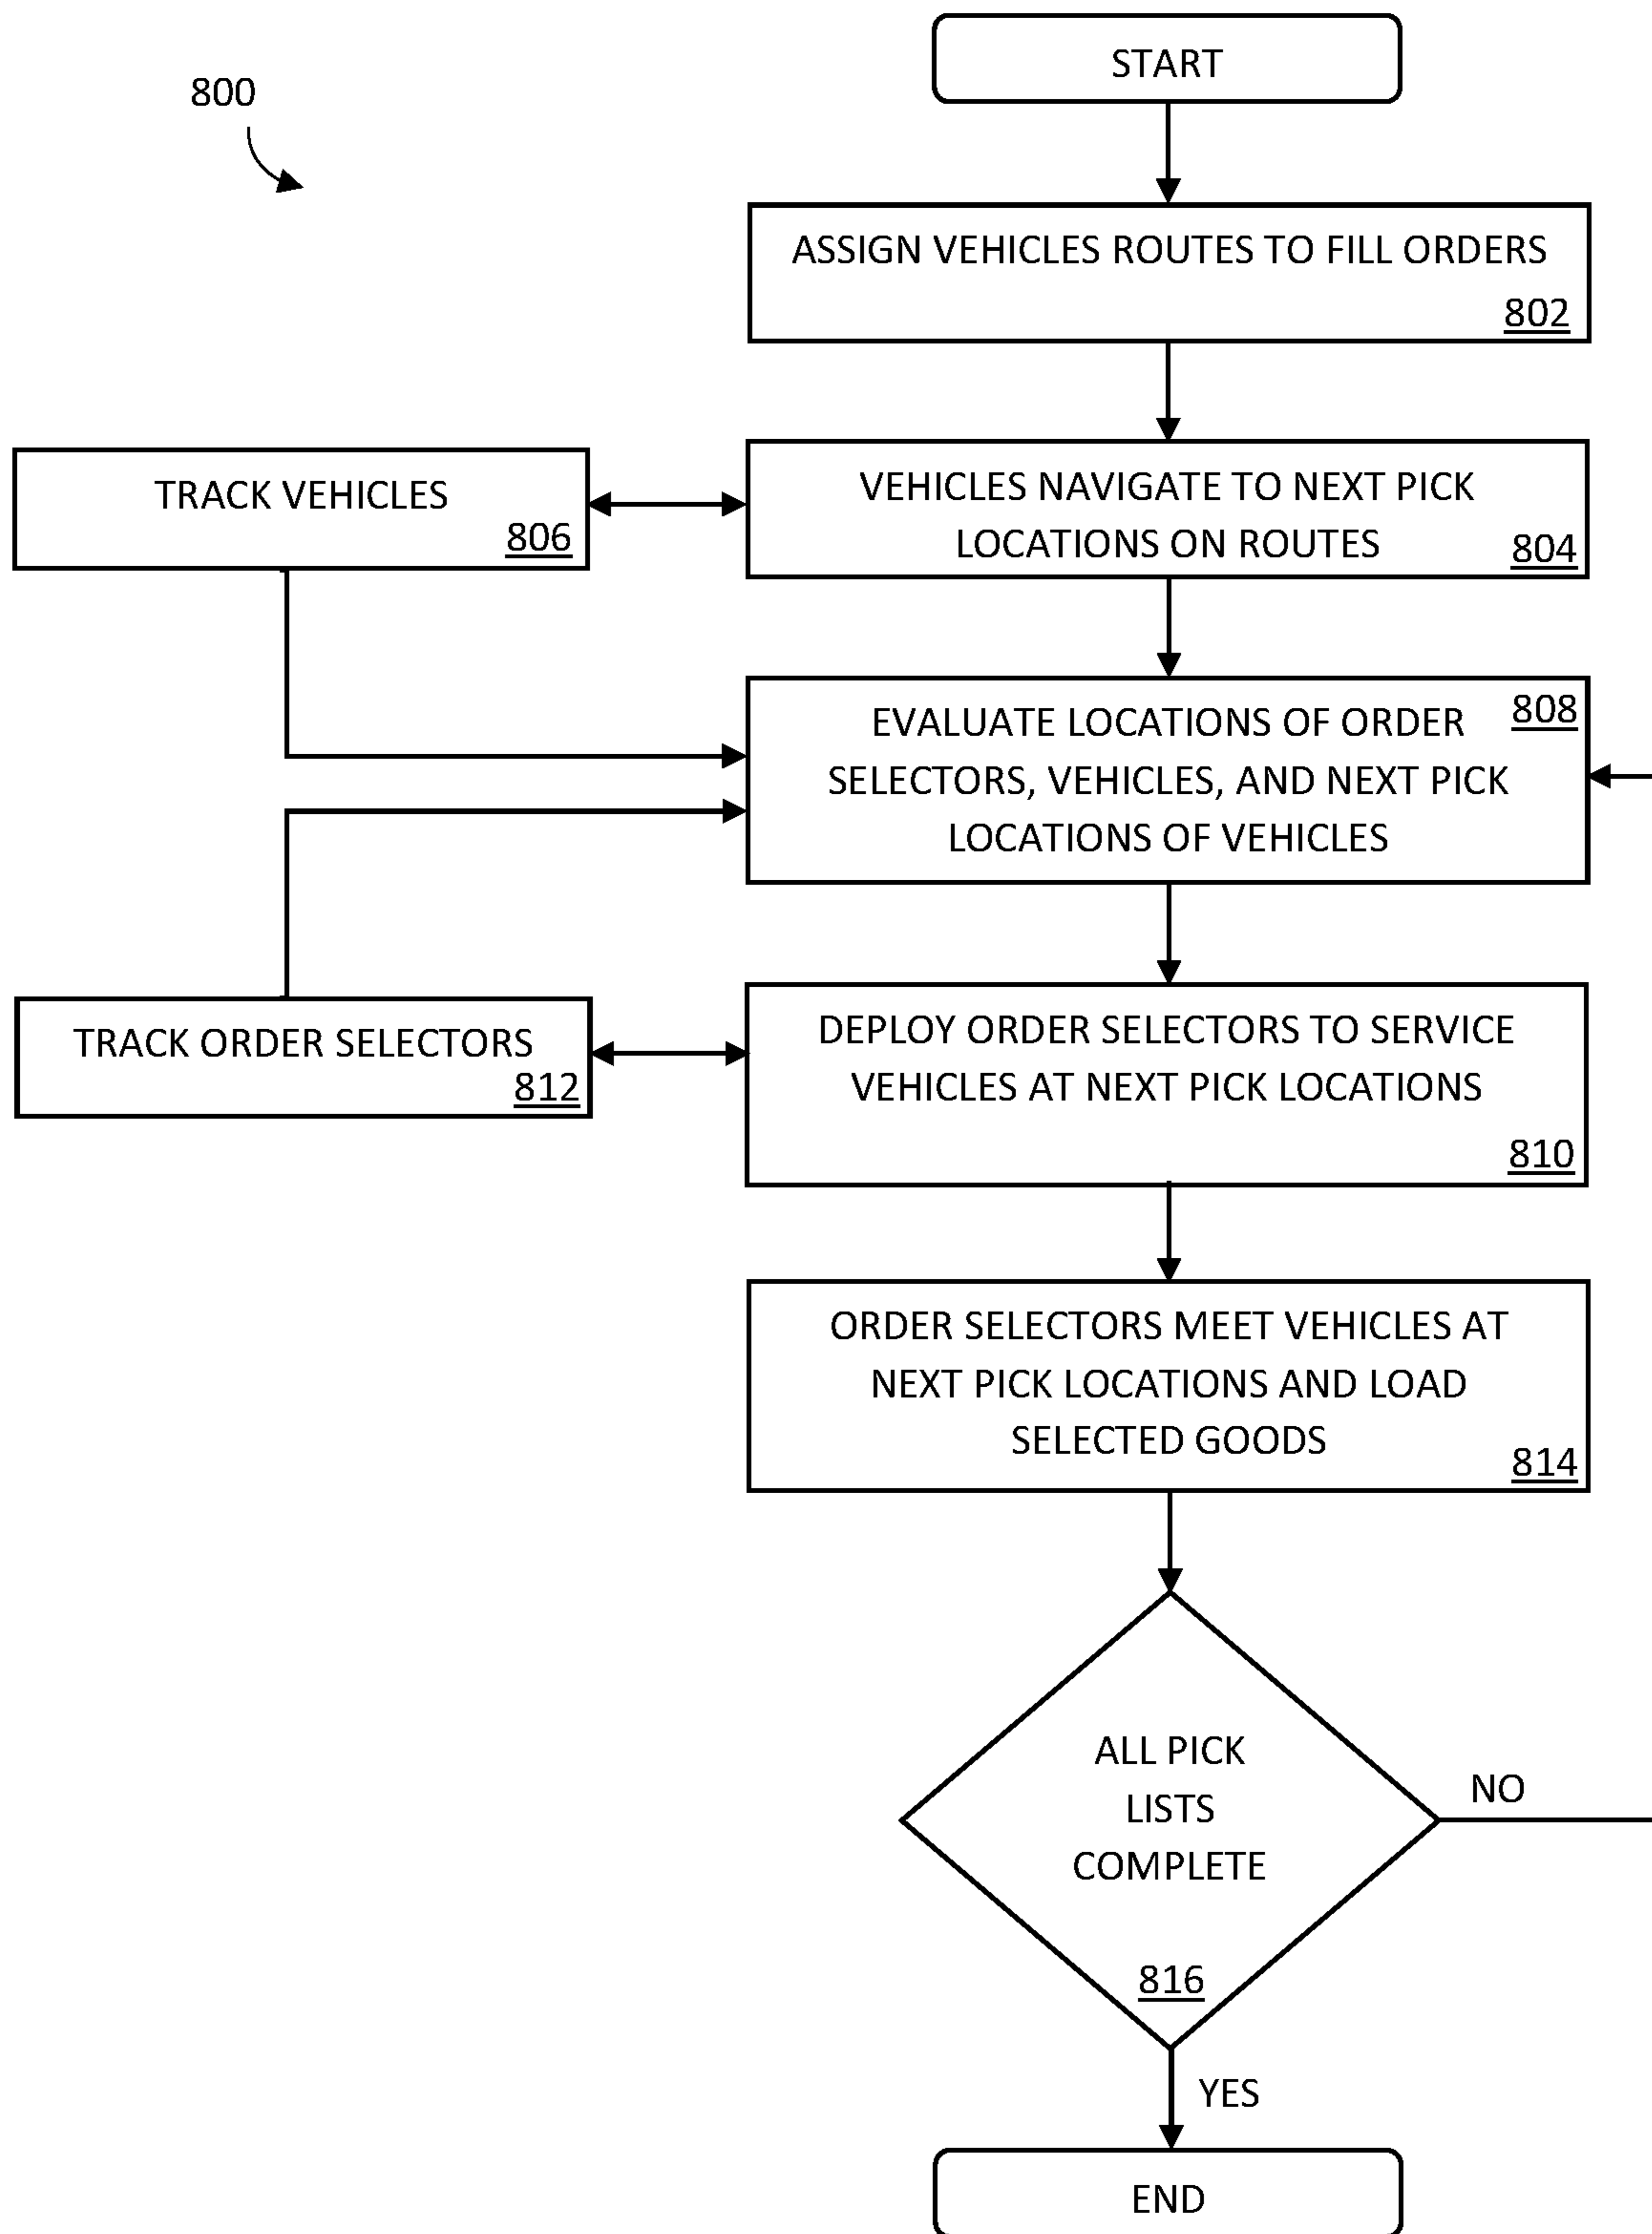 START
800
ASSIGN VEHICLES ROUTES TO FILL ORDERS
802
TRACK VEHICLES
806
VEHICLES NAVIGATE TO NEXT PICK
LOCATIONS ON ROUTES
804
808
EVALUATE LOCATIONS OF ORDER
SELECTORS, VEHICLES, AND NEXT PICK
LOCATIONS OF VEHICLES
TRACK ORDER SELECTORS
812
DEPLOY ORDER SELECTORS TO SERVICE
VEHICLES AT NEXT PICK LOCATIONS
810
ORDER SELECTORS MEET VEHICLES AT
NEXT PICK LOCATIONS AND LOAD
SELECTED GOODS
814
ALL PICK
LISTS
COMPLETE
816
NO
YES
END